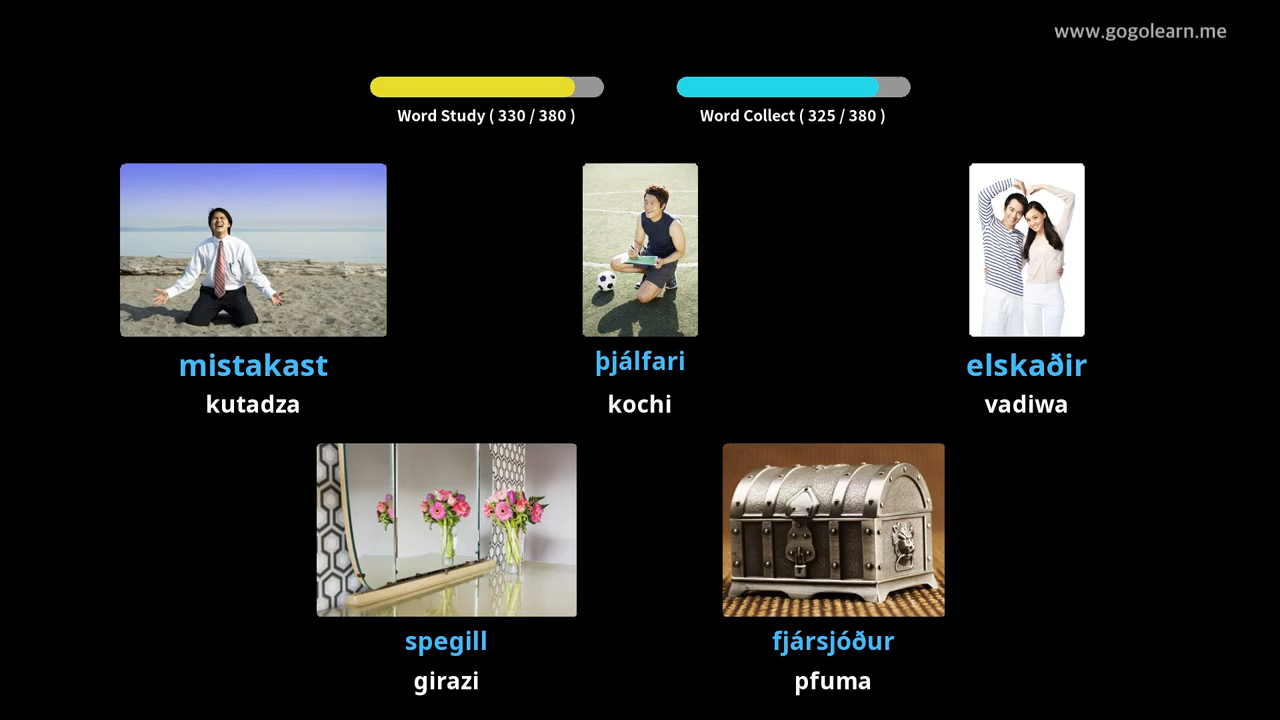 www.gogolearn.me
Word Study ( 330 / 380 )
Word Collect ( 325 / 380 )
mistakast
kutadza
þjálfari
kochi
elskaðir
vadiwa
spegill
girazi
fjársjóður
pfuma